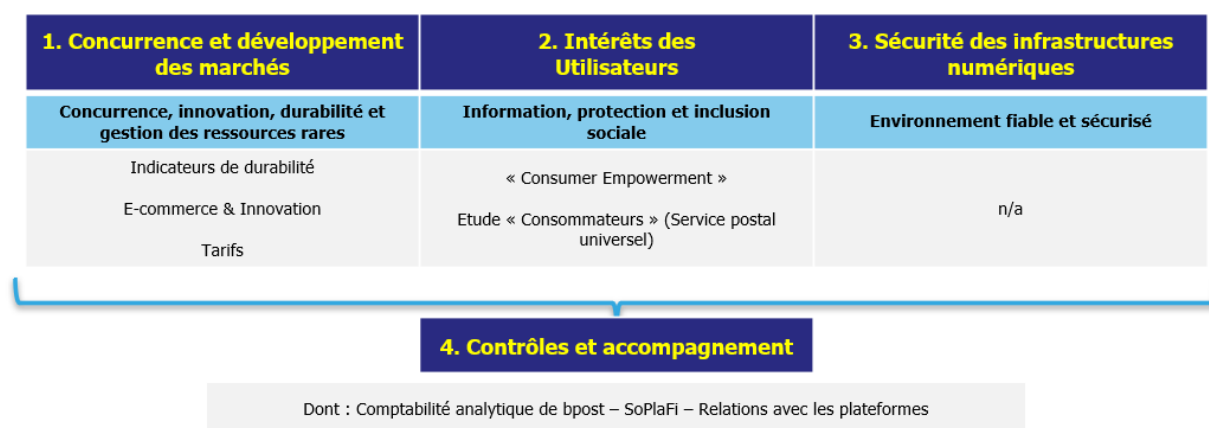 1. Concurrence et développement
des marchés
2. Intérêts des
Utilisateurs
3. Sécurité des infrastructures
numériques
Concurrence, innovation, durabilité et
gestion des ressources rares
Information, protection et inclusion
sociale
Environnement fiable et sécurisé
Indicateurs de durabilité
E-commerce & Innovation
Tarifs
« Consumer Empowerment »
Etude « Consommateurs » (Service postal
universel)
n/a
4. Contrôles et accompagnement
Dont : Comptabilité analytique de bpost – SoPlaFi – Relations avec les plateformes